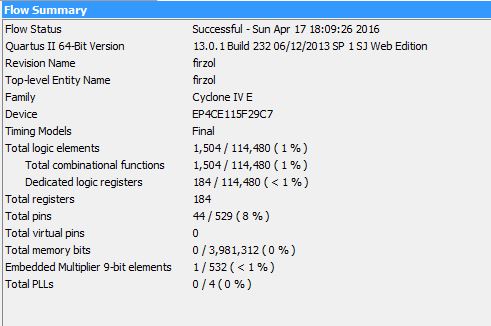 Flow Summary
Flow Status Successful - Sun Apr 17 18:09:26 2016
Quartus II 64-Bit Version 13.0.1 Build 232 06/12/2013 SP 1 SJ Web Edition
Revision Name firzol
Top-level Entity Name firzol
Family Cyclone IV E
Device EP4CE115F29C7
Timing Models Final
Total logic elements 1,504 / 114,480 ( 1 % )
Total combinational functions 1,504 / 114,480 ( 1 % )
Dedicated logic registers 184 / 114,480 ( < 1 % )
Total registers 184
Total pins 44 / 529 ( 8 % )
Total virtual pins 0
Total memory bits 0 / 3,981,312 ( 0 % )
Embedded Multiplier 9-bit elements 1 / 532 ( < 1 % )
Total PLLs 0 / 4 ( 0 % )